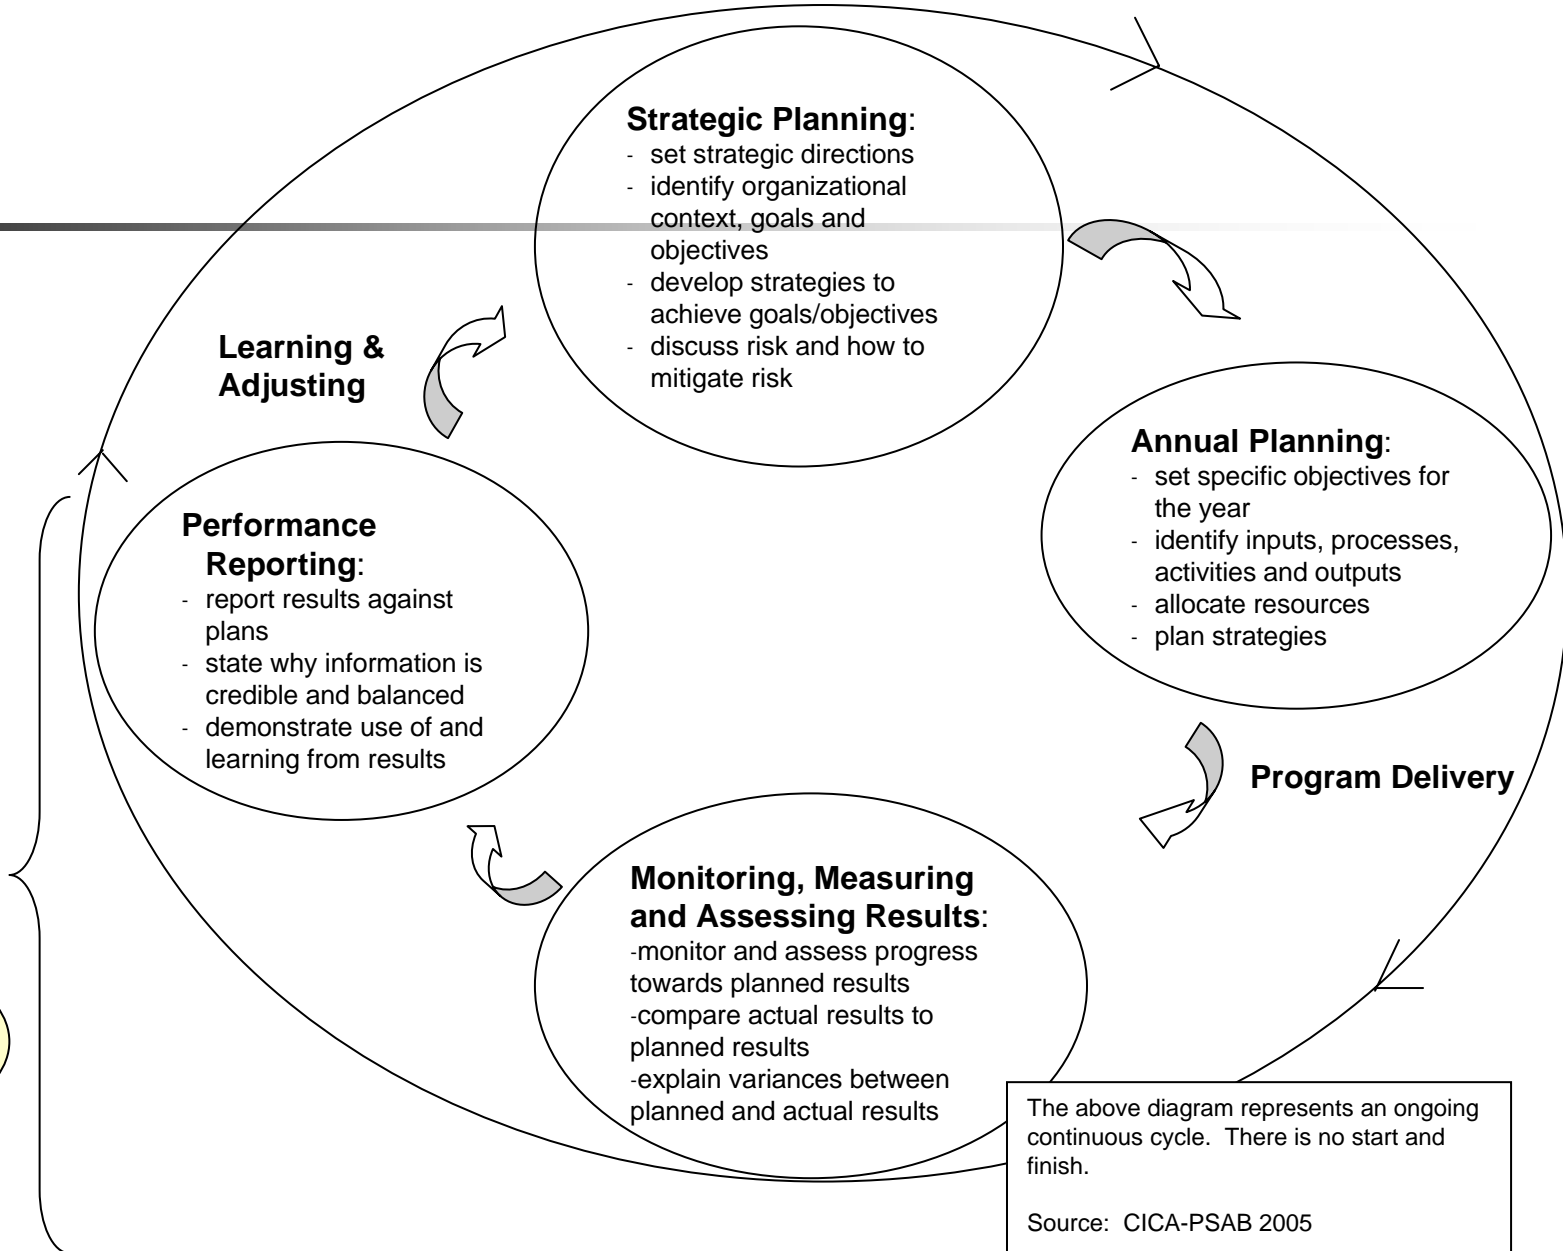 Strategic Planning:
- set strategic directions
- identify organizational
context, goals and
objectives
- develop strategies to
achieve goals/objectives
- discuss risk and how to
mitigate risk
Learning &
Adjusting
Annual Planning:
- set specific objectives for
the year
- identify inputs, processes,
activities and outputs
- allocate resources
- plan strategies
Performance
Reporting:
- report results against
plans
- state why information is
credible and balanced
- demonstrate use of and
learning from results
Program Delivery
Monitoring, Measuring
and Assessing Results:
-monitor and assess progress
towards planned results
-compare actual results to
planned results
-explain variances between
planned and actual results
The above diagram represents an ongoing
continuous cycle.  There is no start and
finish.
Source:  CICA-PSAB 2005